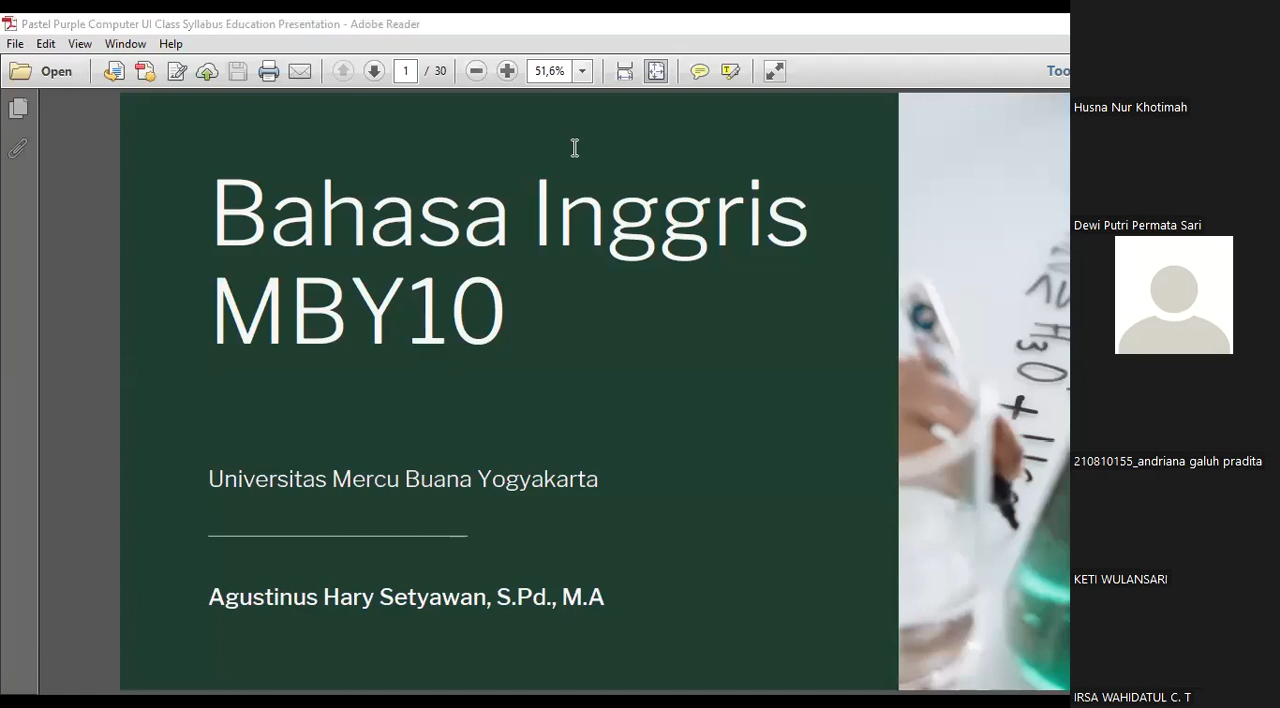 Pastel Purple Computer UI Class Syllabus Education Presentation - Adobe Reader
File Edit View Window Help
Open 1 / 30 51,6% Too
Bahasa Inggris
MBY10
Universitas Mercu Buana Yogyakarta
Agustinus Hary Setyawan, S.Pd., M.A
H3O +
Husna Nur Khotimah
Dewi Putri Permata Sari
210810155_andriana galuh pradita
KETI WULANSARI
IRSA WAHIDATUL C. T